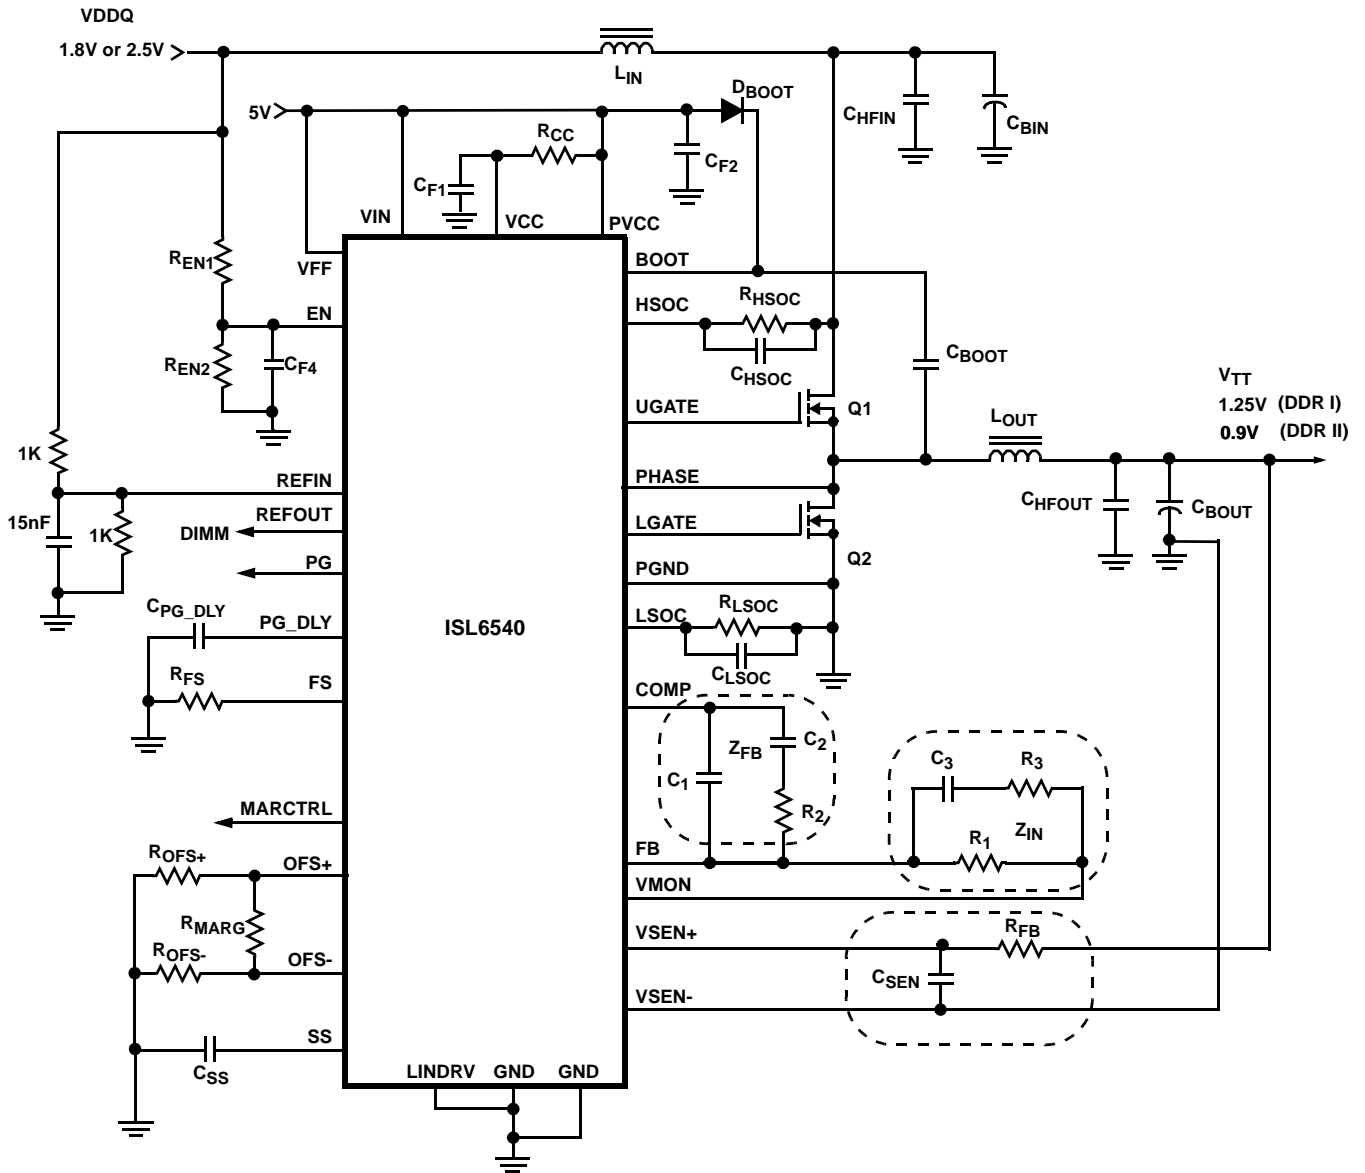 VDDQ
1.8V or 2.5V
LIN
CHFIN
CBIN
5V
DBOOT
RCC
CF1
CF2
VIN
VCC
PVCC
VFF
REN1
EN
REN2
CF4
BOOT
HSOC
RHSOC
CHSOC
CBOOT
UGATE
Q1
VTT
1.25V (DDR I)
0.9V (DDR II)
LOUT
1K
REFIN
15nF
1K
REFOUT
DIMM
PG
PHASE
LGATE
Q2
CHFOUT
CBOUT
PGND
CPG_DLY
PG_DLY
ISL6540
LSOC
RLSOC
CLSOC
RFS
FS
COMP
ZFB
C2
C1
R2
C3
R3
ZIN
R1
MARCTRL
FB
VMON
ROFS+
OFS+
RMARG
ROFS-
OFS-
VSEN+
RFB
CSEN
VSEN-
SS
CSS
LINDRV
GND
GND